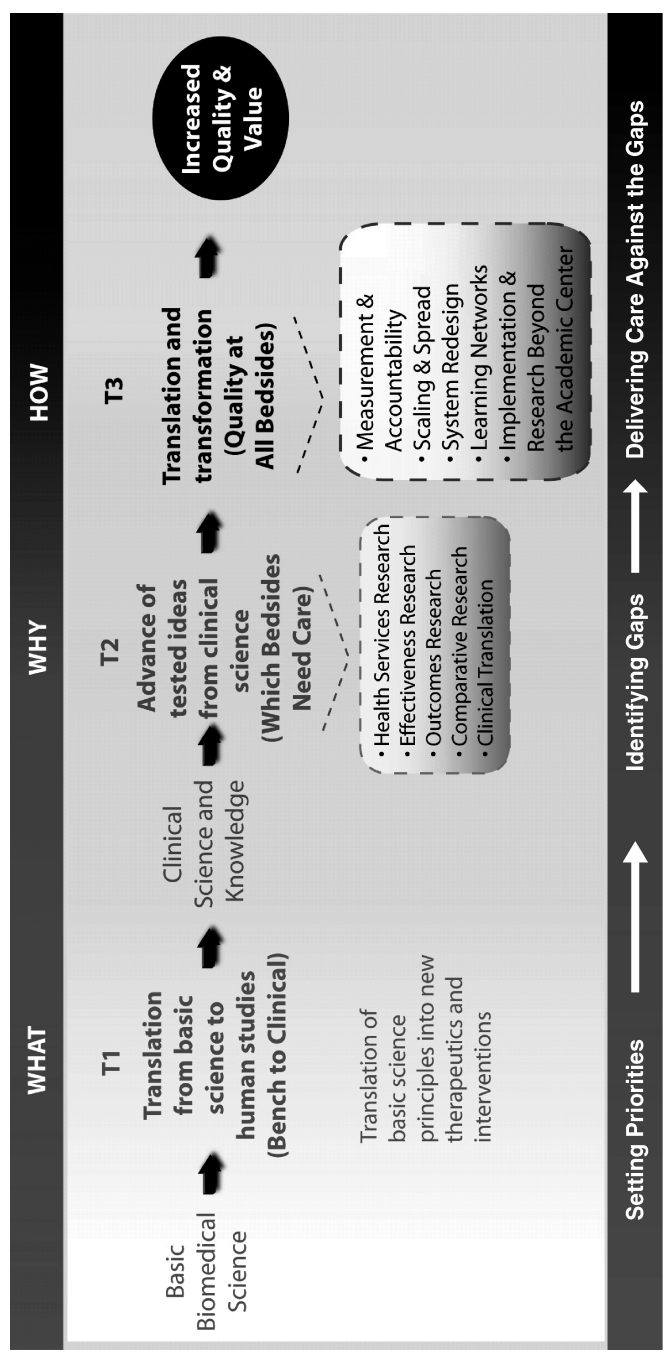 WHAT
WHY
HOW
Basic
Biomedical
Science
T1
Translation
from basic
science to
human studies
(Bench to Clinical)
Translation of
basic science
principles into new
therapeutics and
interventions
Clinical
Science and
Knowledge
T2
Advance of
tested ideas
from clinical
science
(Which Bedsides
Need Care)
• Health Services Research
• Effectiveness Research
• Outcomes Research
• Comparative Research
• Clinical Translation
T3
Translation and
transformation
(Quality at
All Bedsides)
• Measurement &
Accountability
• Scaling & Spread
• System Redesign
• Learning Networks
• Implementation &
Research Beyond
the Academic Center
Increased
Quality &
Value
Setting Priorities
Identifying Gaps
Delivering Care Against the Gaps